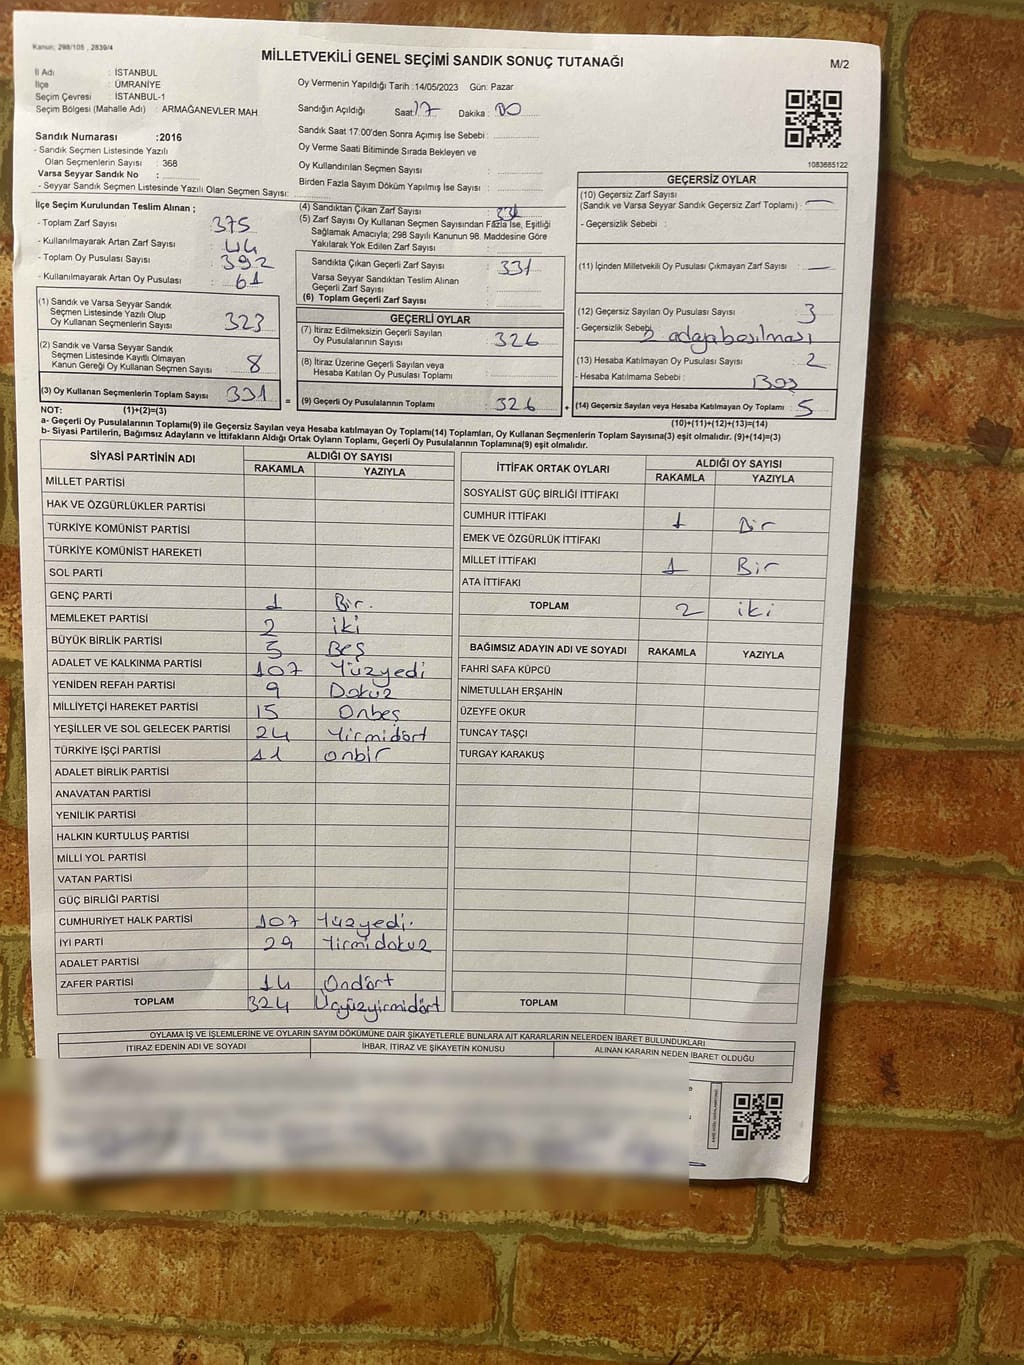 Kanun; 298/105 , 2839/4
MİLLETVEKİLİ GENEL SEÇİMİ SANDIK SONUÇ TUTANAĞI
M/2
İl Adı : İSTANBUL
İlçe : ÜMRANİYE
Seçim Çevresi : İSTANBUL-1
Seçim Bölgesi (Mahalle Adı) : ARMAĞANEVLER MAH
Sandık Numarası :2016
- Sandık Seçmen Listesinde Yazılı
Olan Seçmenlerin Sayısı : 368
Varsa Seyyar Sandık No :
- Seyyar Sandık Seçmen Listesinde Yazılı Olan Seçmen Sayısı:
Oy Vermenin Yapıldığı Tarih :14/05/2023 Gün: Pazar
Sandığın Açıldığı Saat: 17 Dakika : 00
Sandık Saat 17:00'den Sonra Açımış İse Sebebi :
Oy Verme Saati Bitiminde Sırada Bekleyen ve
Oy Kullandırılan Seçmen Sayısı :
Birden Fazla Sayım Döküm Yapılmış İse Sayısı :
1083685122
İlçe Seçim Kurulundan Teslim Alınan ;
- Toplam Zarf Sayısı : 375
- Kullanılmayarak Artan Zarf Sayısı : 44
- Toplam Oy Pusulası Sayısı : 392
- Kullanılmayarak Artan Oy Pusulası : 61
(1) Sandık ve Varsa Seyyar Sandık
Seçmen Listesinde Yazılı Olup
Oy Kullanan Seçmenlerin Sayısı : 323
(2) Sandık ve Varsa Seyyar Sandık
Seçmen Listesinde Kayıtlı Olmayan
Kanun Gereği Oy Kullanan Seçmen Sayısı : 8
(3) Oy Kullanan Seçmenlerin Toplam Sayısı : 331
(4) Sandıktan Çıkan Zarf Sayısı : 331
(5) Zarf Sayısı Oy Kullanan Seçmen Sayısından Fazla İse, Eşitliği
Sağlamak Amacıyla; 298 Sayılı Kanunun 98. Maddesine Göre
Yakılarak Yok Edilen Zarf Sayısı :
Sandıkta Çıkan Geçerli Zarf Sayısı : 331
Varsa Seyyar Sandıktan Teslim Alınan
Geçerli Zarf Sayısı :
(6) Toplam Geçerli Zarf Sayısı :
GEÇERLİ OYLAR
(7) İtiraz Edilmeksizin Geçerli Sayılan
Oy Pusulalarının Sayısı : 326
(8) İtiraz Üzerine Geçerli Sayılan veya
Hesaba Katılan Oy Pusulası Toplamı :
= (9) Geçerli Oy Pusulalarının Toplamı : 326 +
GEÇERSİZ OYLAR
(10) Geçersiz Zarf Sayısı
(Sandık ve Varsa Seyyar Sandık Geçersiz Zarf Toplamı) : —
- Geçersizlik Sebebi :
(11) İçinden Milletvekili Oy Pusulası Çıkmayan Zarf Sayısı : —
(12) Geçersiz Sayılan Oy Pusulası Sayısı : 3
- Geçersizlik Sebebi
(13) Hesaba Katılmayan Oy Pusulası Sayısı : 2
- Hesaba Katılmama Sebebi :
(14) Geçersiz Sayılan veya Hesaba Katılmayan Oy Toplamı : 5
NOT: (1)+(2)=(3)
(10)+(11)+(12)+(13)=(14)
a- Geçerli Oy Pusulalarının Toplamı(9) ile Geçersiz Sayılan veya Hesaba katılmayan Oy Toplamı(14) Toplamları, Oy Kullanan Seçmenlerin Toplam Sayısına(3) eşit olmalıdır. (9)+(14)=(3)
b- Siyasi Partilerin, Bağımsız Adayların ve İttifakların Aldığı Ortak Oyların Toplamı, Geçerli Oy Pusulalarının Toplamına(9) eşit olmalıdır.
SİYASİ PARTİNİN ADI
ALDIĞI OY SAYISI
RAKAMLA YAZIYLA
MİLLET PARTİSİ
HAK VE ÖZGÜRLÜKLER PARTİSİ
TÜRKİYE KOMÜNİST PARTİSİ
TÜRKİYE KOMÜNİST HAREKETİ
SOL PARTİ
GENÇ PARTİ 1 Bir.
MEMLEKET PARTİSİ 2 iki
BÜYÜK BİRLİK PARTİSİ 5 Beş
ADALET VE KALKINMA PARTİSİ 107 Yüzyedi
YENİDEN REFAH PARTİSİ 9 Dokuz
MİLLİYETÇİ HAREKET PARTİSİ 15 Onbeş
YEŞİLLER VE SOL GELECEK PARTİSİ 24 Yirmidört
TÜRKİYE İŞÇİ PARTİSİ 11 onbir
ADALET BİRLİK PARTİSİ
ANAVATAN PARTİSİ
YENİLİK PARTİSİ
HALKIN KURTULUŞ PARTİSİ
MİLLİ YOL PARTİSİ
VATAN PARTİSİ
GÜÇ BİRLİĞİ PARTİSİ
CUMHURİYET HALK PARTİSİ 107 Yüzyedi.
İYİ PARTİ 29 Yirmidokuz
ADALET PARTİSİ
ZAFER PARTİSİ 14 Ondört
TOPLAM 324 Üçyüzyirmidört
İTTİFAK ORTAK OYLARI
ALDIĞI OY SAYISI
RAKAMLA YAZIYLA
SOSYALİST GÜÇ BİRLİĞİ İTTİFAKI
CUMHUR İTTİFAKI 1 Bir
EMEK VE ÖZGÜRLÜK İTTİFAKI
MİLLET İTTİFAKI 1 Bir
ATA İTTİFAKI
TOPLAM 2 iki
BAĞIMSIZ ADAYIN ADI VE SOYADI RAKAMLA YAZIYLA
FAHRİ SAFA KÜPCÜ
NİMETULLAH ERŞAHİN
ÜZEYFE OKUR
TUNCAY TAŞÇI
TURGAY KARAKUŞ
TOPLAM
OYLAMA İŞ VE İŞLEMLERİNE VE OYLARIN SAYIM DÖKÜMÜNE DAİR ŞİKAYETLERLE BUNLARA AİT KARARLARIN NELERDEN İBARET BULUNDUKLARI
İTİRAZ EDENİN ADI VE SOYADI
İHBAR, İTİRAZ VE ŞİKAYETİN KONUSU
ALINAN KARARIN NEDEN İBARET OLDUĞU